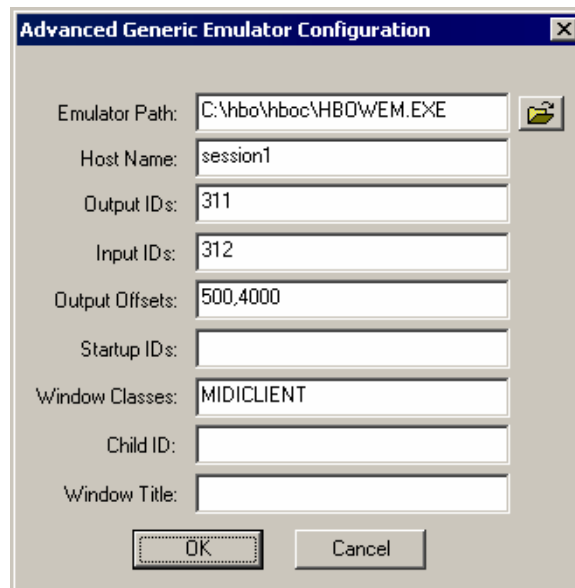 Advanced Generic Emulator Configuration
Emulator Path: C:\hbo\hboc\HBOWEM.EXE
Host Name: session1
Output IDs: 311
Input IDs: 312
Output Offsets: 500,4000
Startup IDs:
Window Classes: MIDICLIENT
Child ID:
Window Title:
OK Cancel